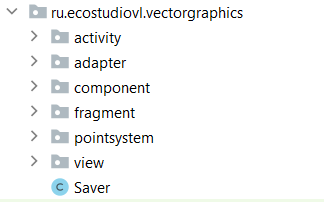 ru.ecostudiovl.vectorgraphics
activity
adapter
component
fragment
pointsystem
view
C Saver